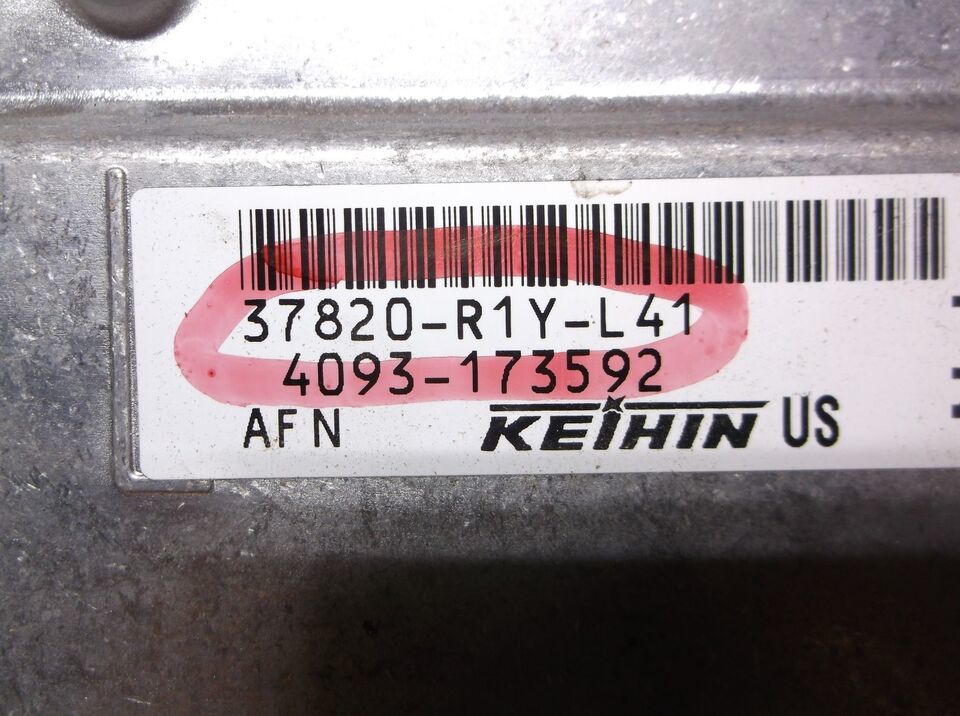 37820-R1Y-L41
4093-173592
AFN KEIHIN US